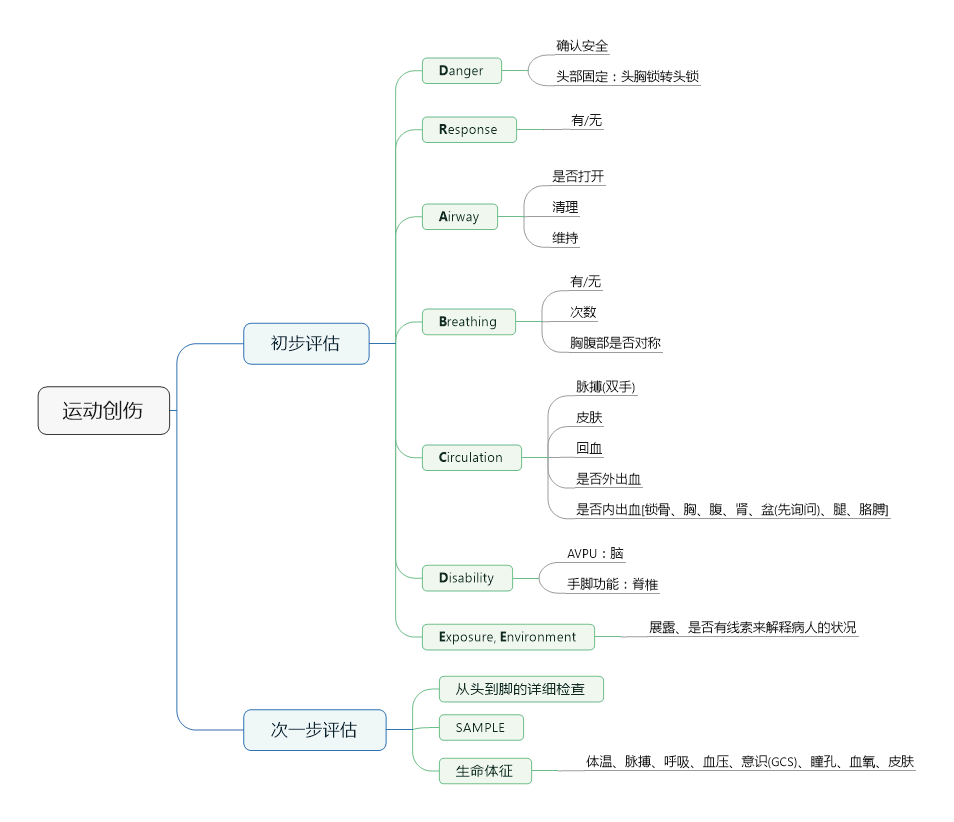 运动创伤
初步评估
Danger
确认安全
头部固定：头胸锁转头锁
Response
有/无
Airway
是否打开
清理
维持
Breathing
有/无
次数
胸腹部是否对称
Circulation
脉搏(双手)
皮肤
回血
是否外出血
是否内出血[锁骨、胸、腹、肾、盆(先询问)、腿、胳膊]
Disability
AVPU：脑
手脚功能：脊椎
Exposure, Environment
展露、是否有线索来解释病人的状况
次一步评估
从头到脚的详细检查
SAMPLE
生命体征
体温、脉搏、呼吸、血压、意识(GCS)、瞳孔、血氧、皮肤